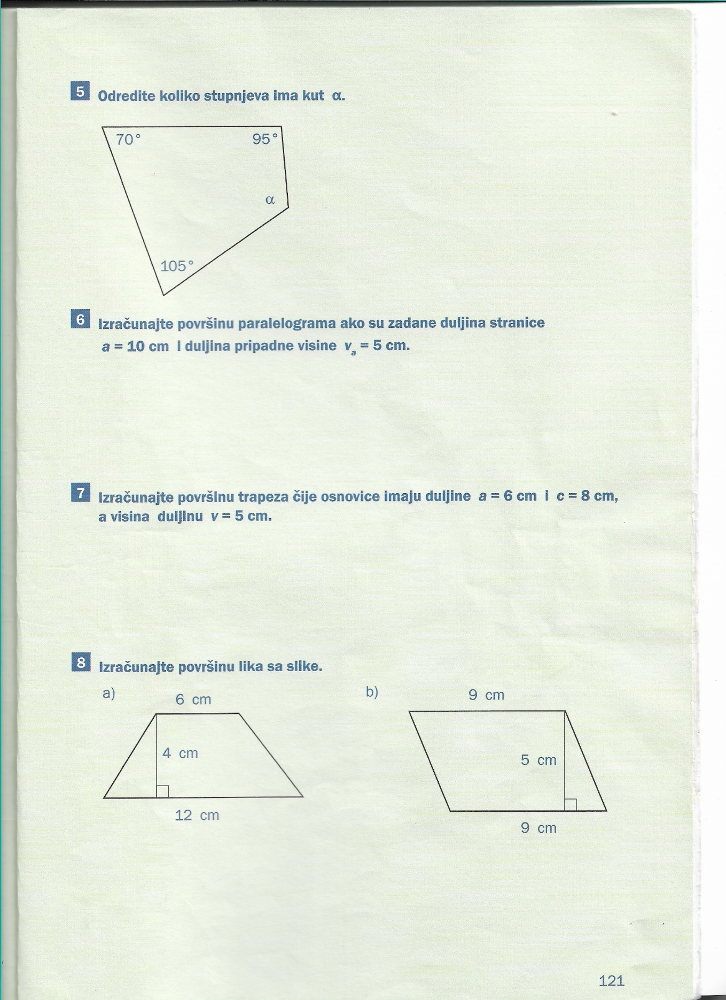 5 Odredite koliko stupnjeva ima kut α.
70° 95°
α
105°
6 Izračunajte površinu paralelograma ako su zadane duljina stranice
a = 10 cm i duljina pripadne visine vₐ = 5 cm.
7 Izračunajte površinu trapeza čije osnovice imaju duljine a = 6 cm i c = 8 cm,
a visina duljinu v = 5 cm.
8 Izračunajte površinu lika sa slike.
a)
6 cm
4 cm
12 cm
b)
9 cm
5 cm
9 cm
121